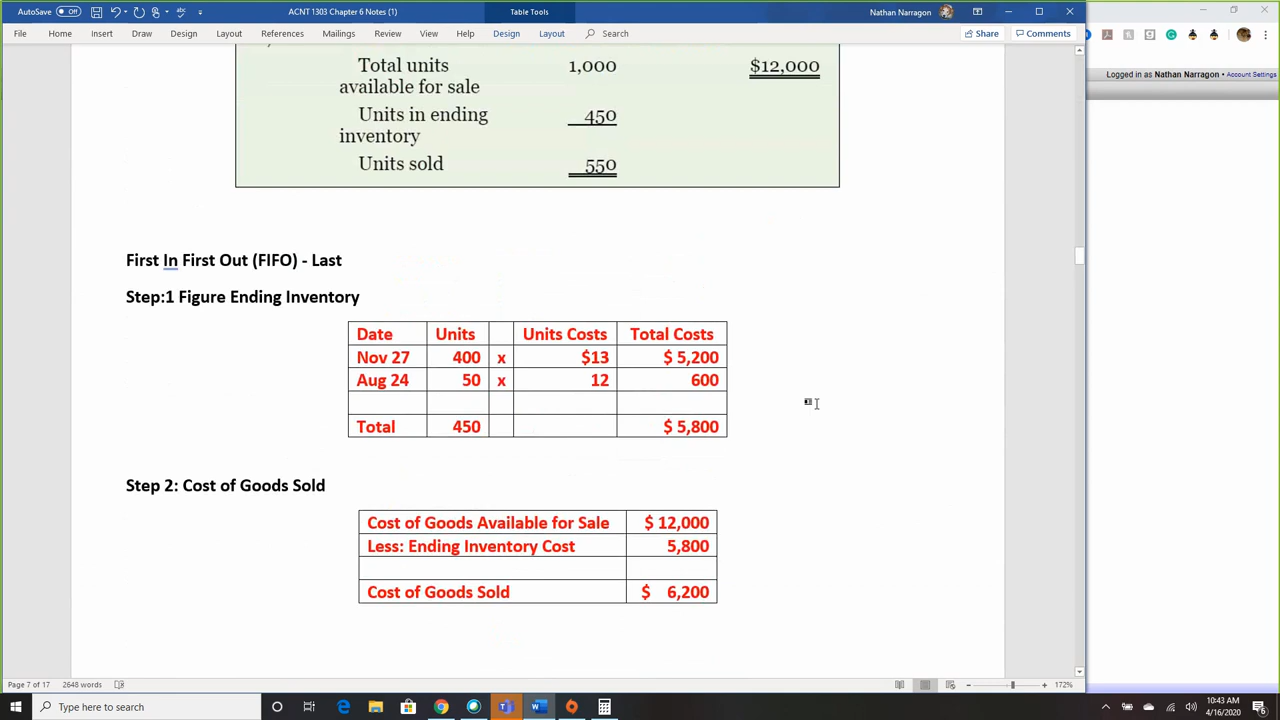 AutoSave Off ACNT 1303 Chapter 6 Notes (1) Table Tools Nathan Narragon
File Home Insert Draw Design Layout References Mailings Review View Help Design Layout Search Share Comments
Logged in as Nathan Narragon · Account Settings
Total units 1,000 $12,000
available for sale
Units in ending 450
inventory
Units sold 550
First In First Out (FIFO) - Last
Step:1 Figure Ending Inventory
Date Units Units Costs Total Costs
Nov 27 400 x $13 $ 5,200
Aug 24 50 x 12 600
Total 450 $ 5,800
Step 2: Cost of Goods Sold
Cost of Goods Available for Sale $ 12,000
Less: Ending Inventory Cost 5,800
Cost of Goods Sold $ 6,200
Page 7 of 17 2648 words 172%
Type here to search 10:43 AM
4/16/2020